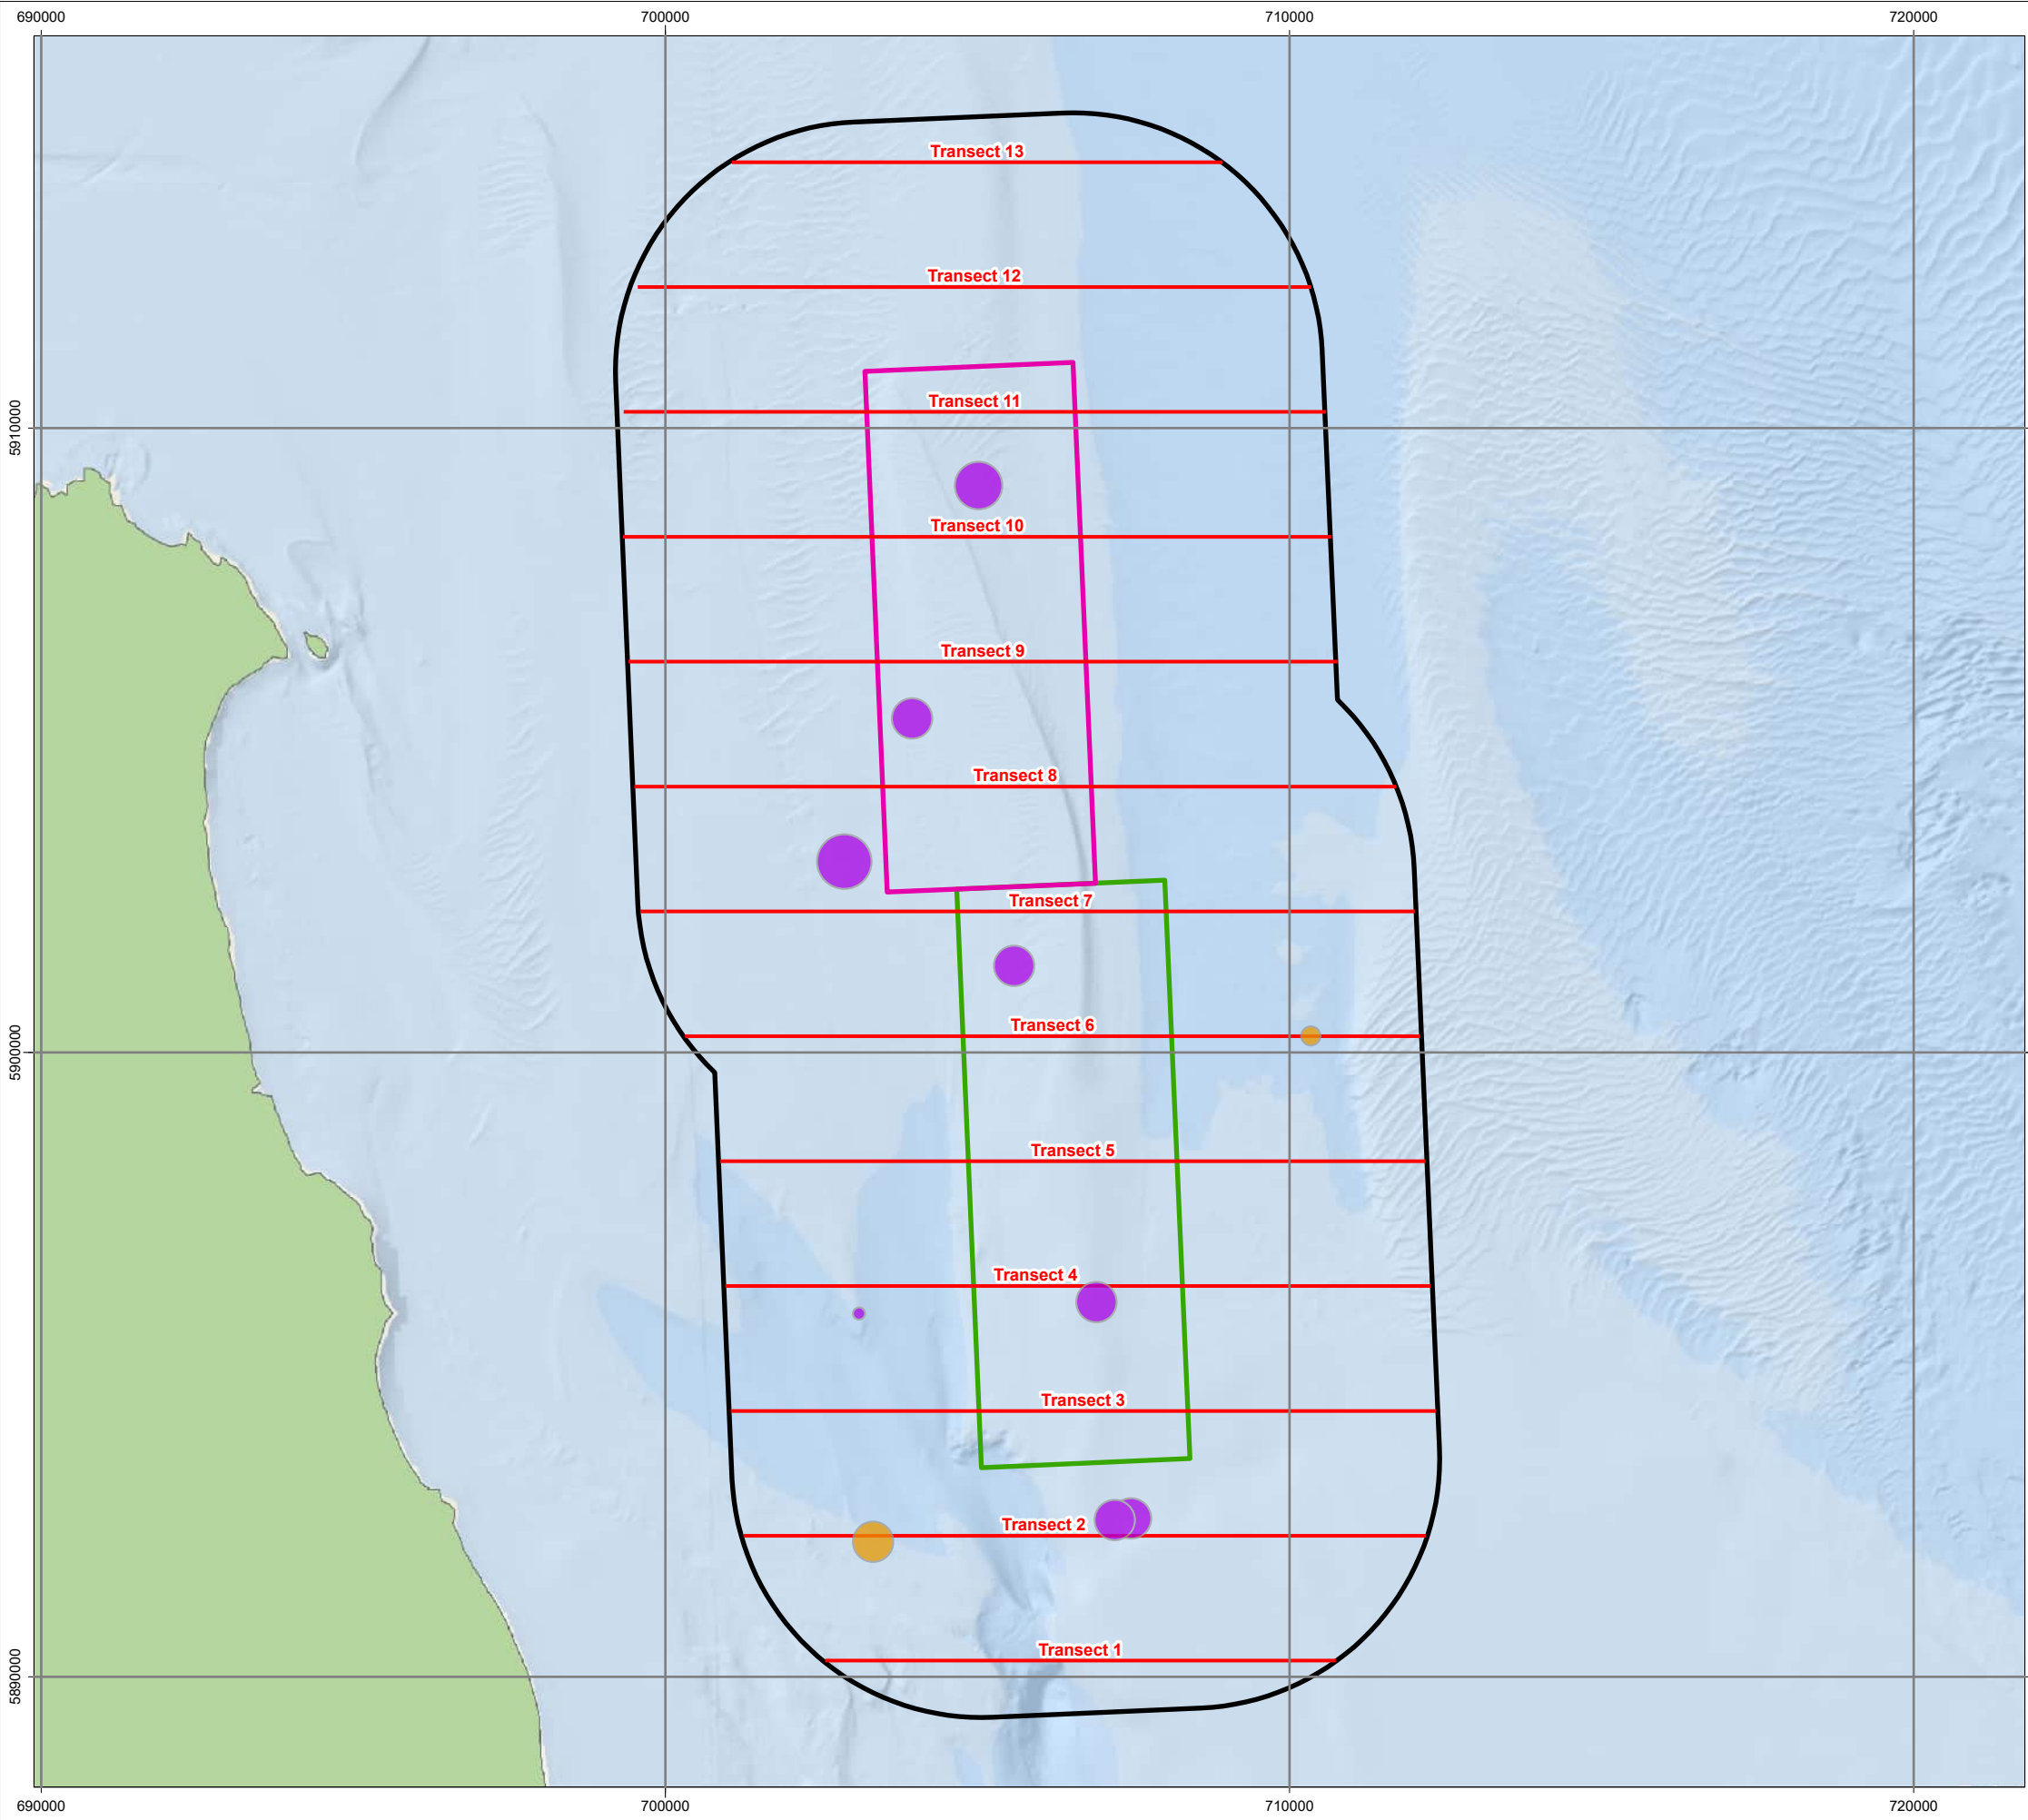 690000 700000 710000 720000
Transect 13
Transect 12
Transect 11
5910000
Transect 10
Transect 9
Transect 8
Transect 7
Transect 6
5900000
Transect 5
Transect 4
Transect 3
Transect 2
Transect 1
5890000
690000 700000 710000 720000